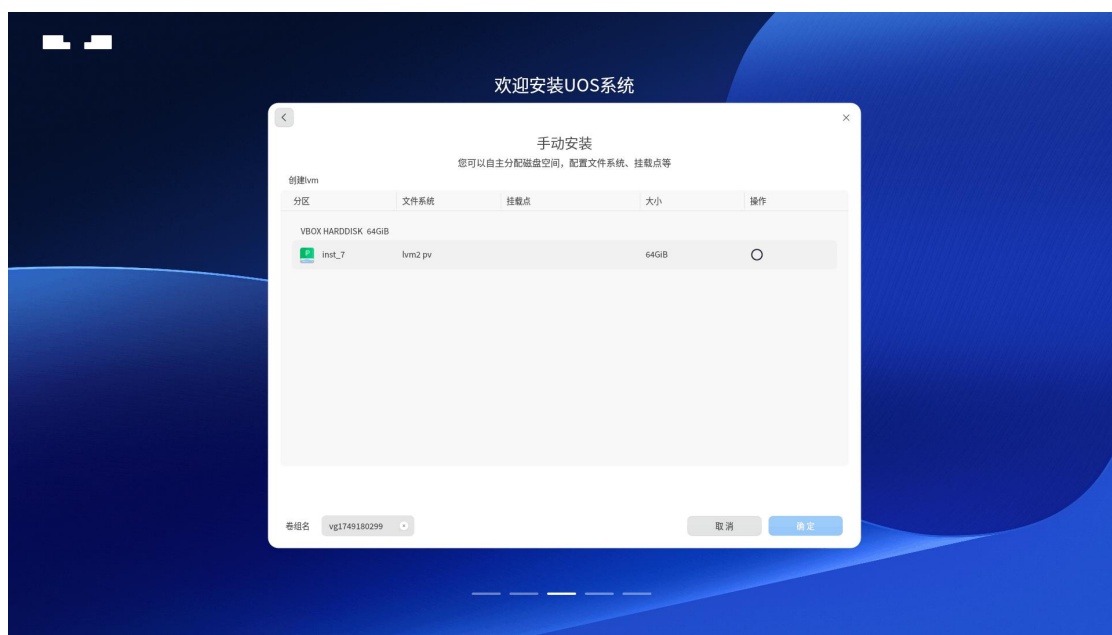 欢迎安装UOS系统
手动安装
您可以自主分配磁盘空间，配置文件系统、挂载点等
创建lvm
分区 文件系统 挂载点 大小 操作
VBOX HARDDISK 64GiB
P inst_7 lvm2 pv 64GiB
卷组名 vg1749180299 取消 确定